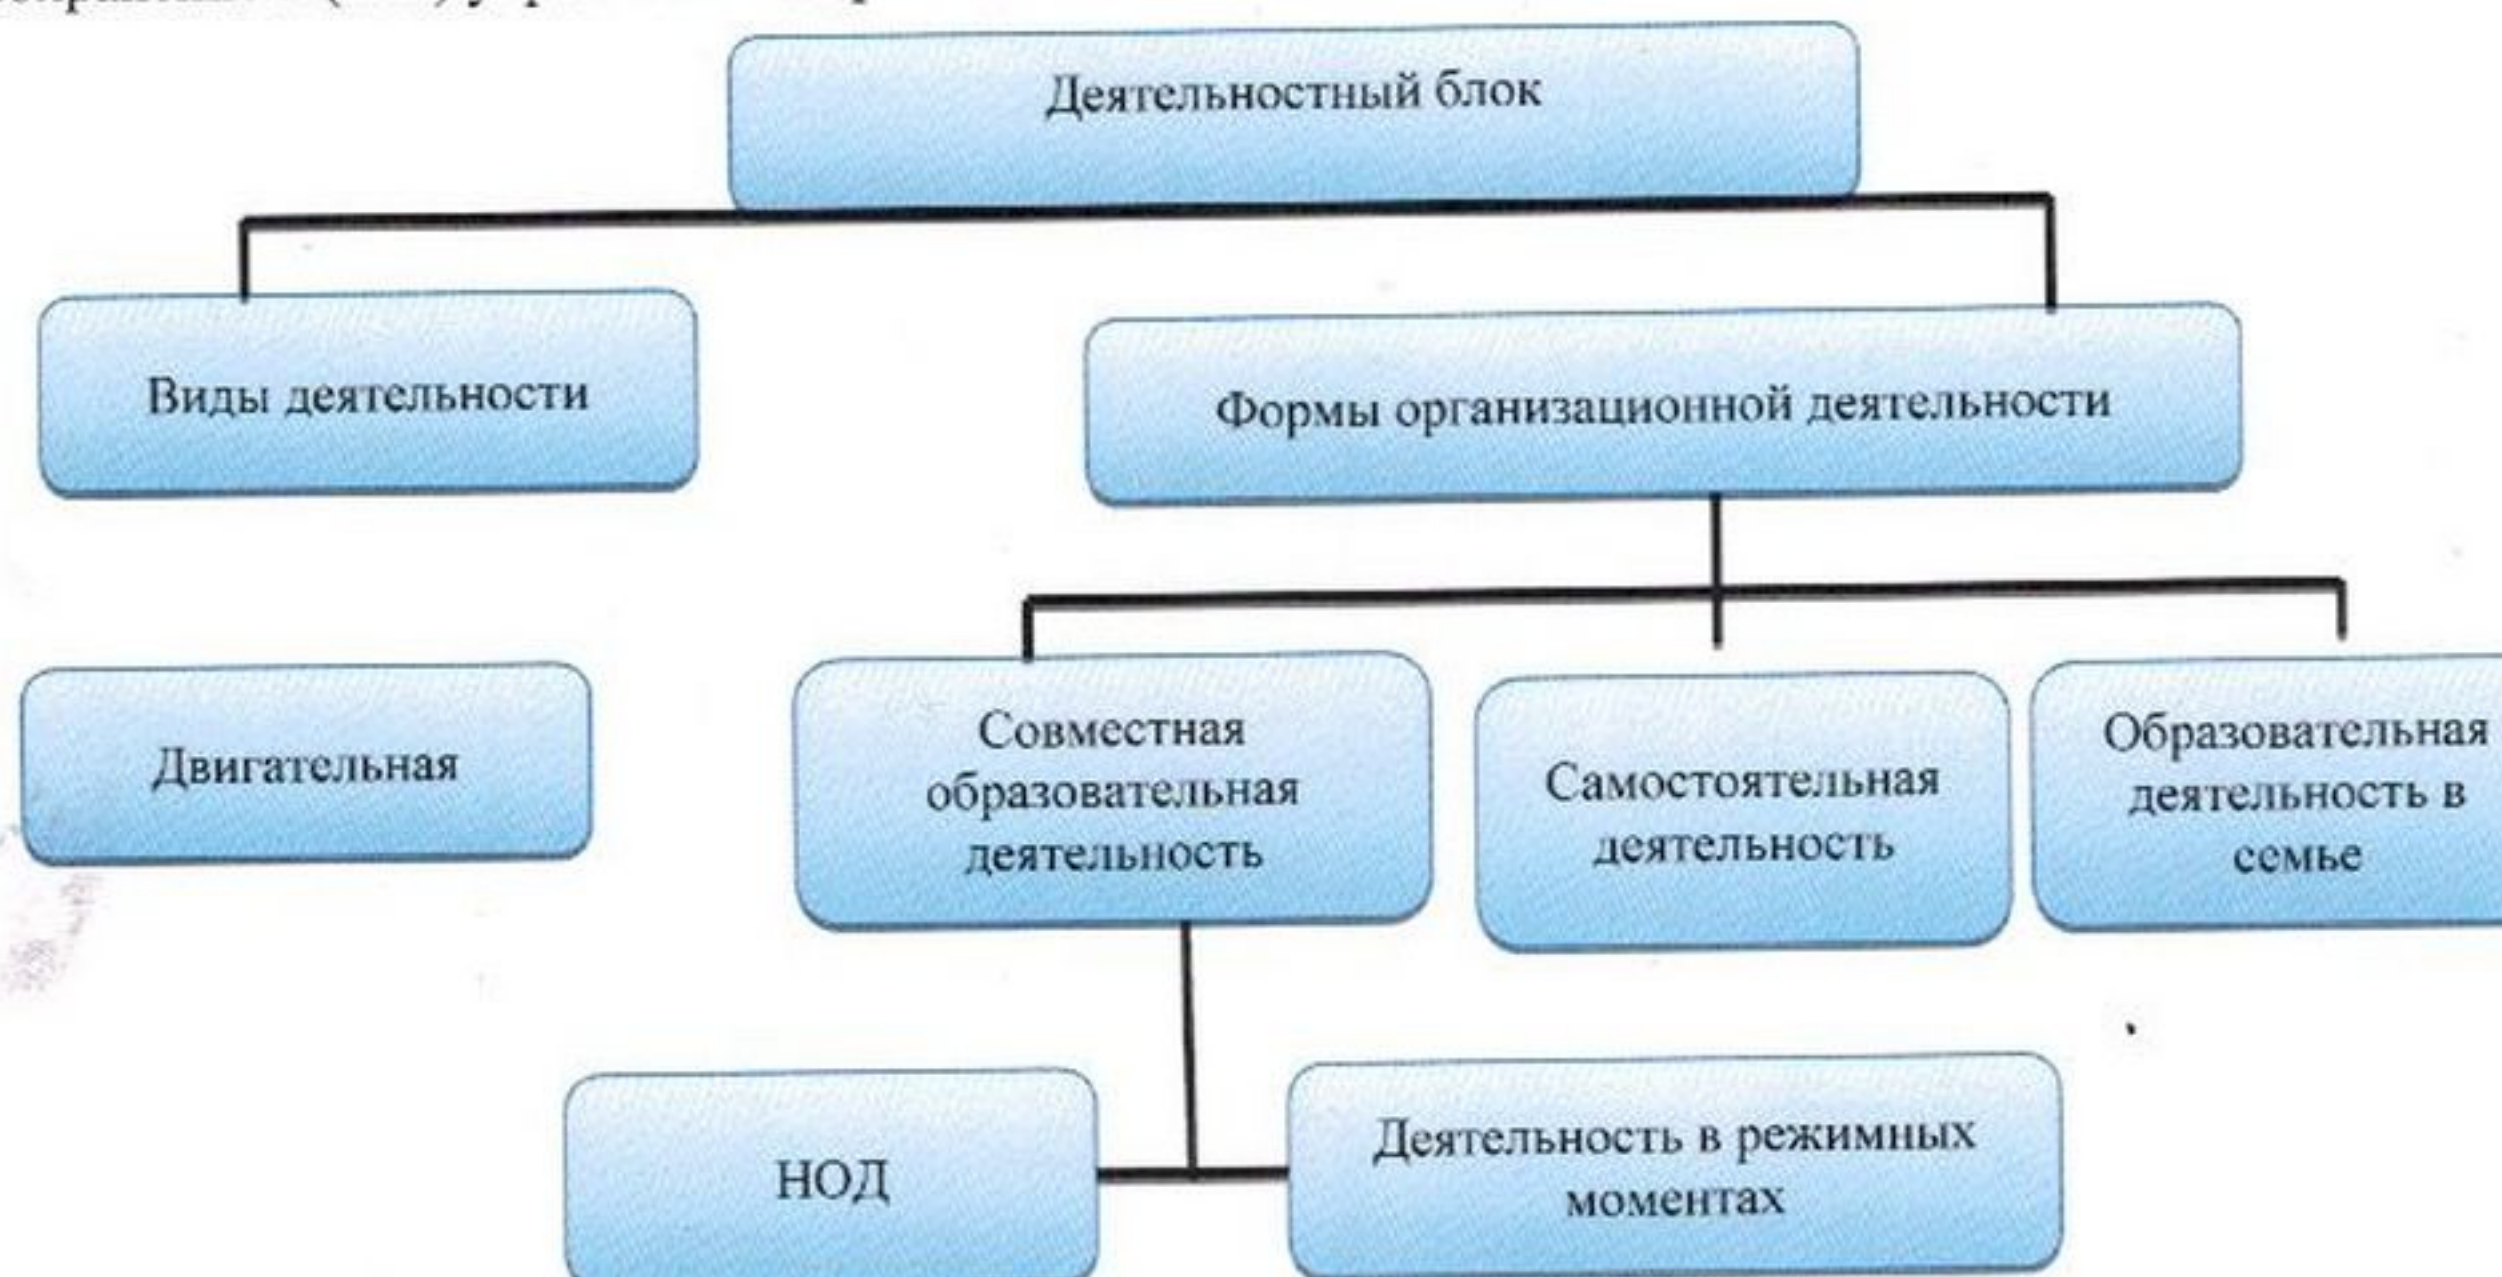 Деятельностный блок
Виды деятельности
Формы организационной деятельности
Двигательная
Совместная
образовательная
деятельность
Самостоятельная
деятельность
Образовательная
деятельность в
семье
НОД
Деятельность в режимных
моментах